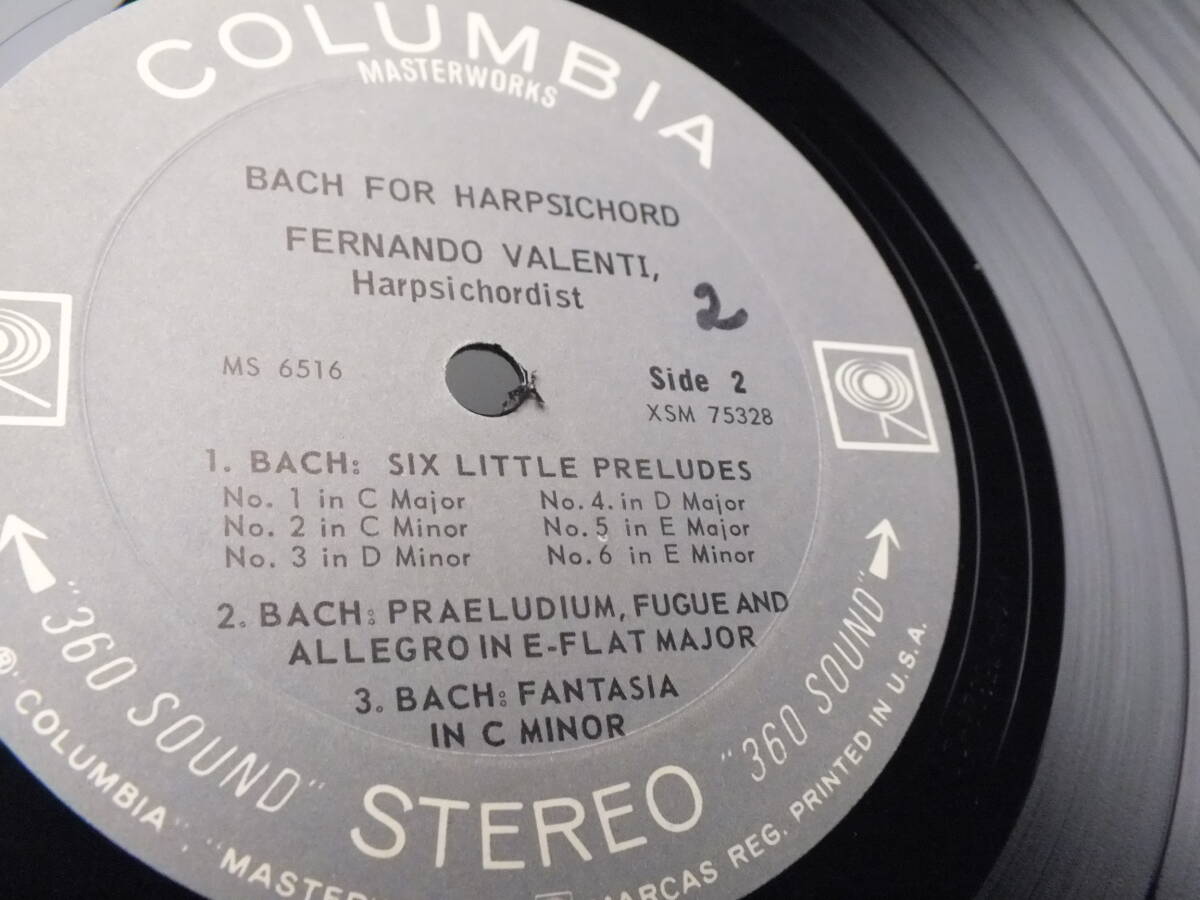 COLUMBIA
MASTERWORKS
BACH FOR HARPSICHORD
FERNANDO VALENTI,
Harpsichordist
2
MS 6516
Side 2
XSM 75328
1. BACH: SIX LITTLE PRELUDES
No. 1 in C Major No. 4. in D Major
No. 2 in C Minor No. 5 in E Major
No. 3 in D Minor No. 6 in E Minor
2. BACH: PRAELUDIUM, FUGUE AND
ALLEGRO IN E-FLAT MAJOR
3. BACH: FANTASIA
IN C MINOR
"360 SOUND" STEREO "360 SOUND"
® "COLUMBIA", MARCAS REG. PRINTED IN U.S.A.